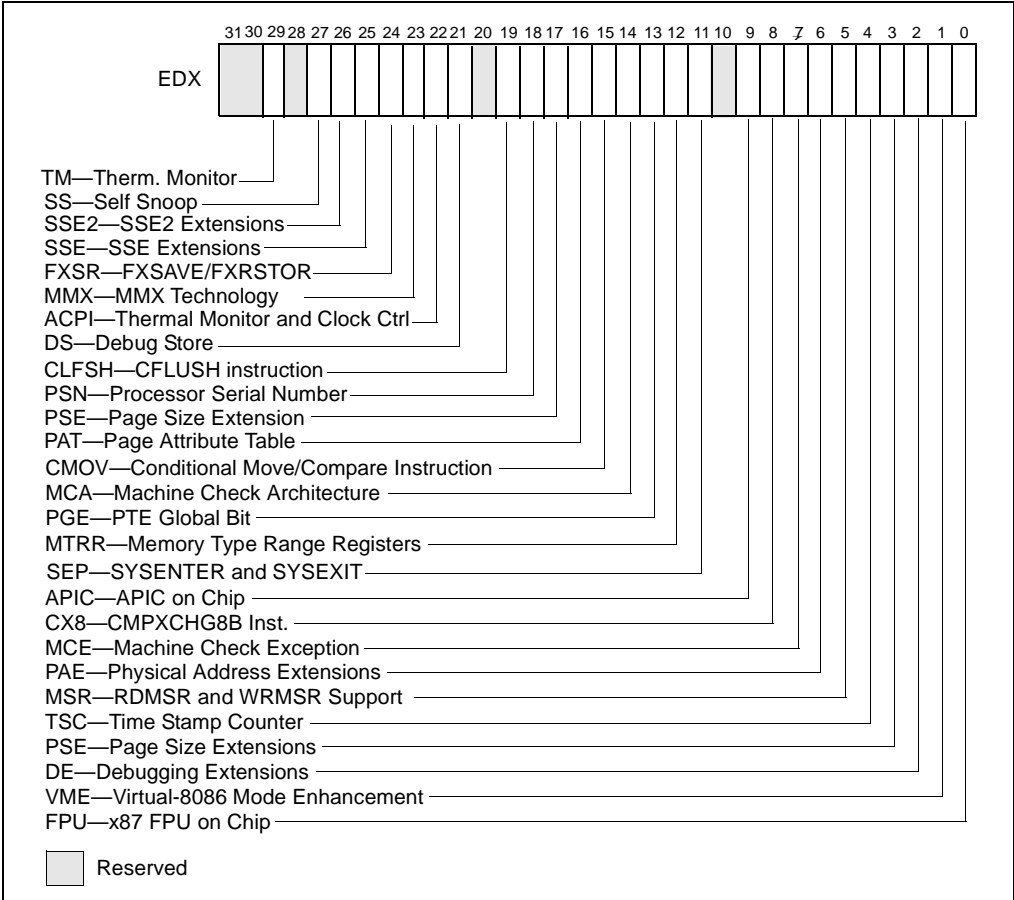 31 30 29 28 27 26 25 24 23 22 21 20 19 18 17 16 15 14 13 12 11 10 9 8 7 6 5 4 3 2 1 0
EDX
TM—Therm. Monitor
SS—Self Snoop
SSE2—SSE2 Extensions
SSE—SSE Extensions
FXSR—FXSAVE/FXRSTOR
MMX—MMX Technology
ACPI—Thermal Monitor and Clock Ctrl
DS—Debug Store
CLFSH—CFLUSH instruction
PSN—Processor Serial Number
PSE—Page Size Extension
PAT—Page Attribute Table
CMOV—Conditional Move/Compare Instruction
MCA—Machine Check Architecture
PGE—PTE Global Bit
MTRR—Memory Type Range Registers
SEP—SYSENTER and SYSEXIT
APIC—APIC on Chip
CX8—CMPXCHG8B Inst.
MCE—Machine Check Exception
PAE—Physical Address Extensions
MSR—RDMSR and WRMSR Support
TSC—Time Stamp Counter
PSE—Page Size Extensions
DE—Debugging Extensions
VME—Virtual-8086 Mode Enhancement
FPU—x87 FPU on Chip
Reserved